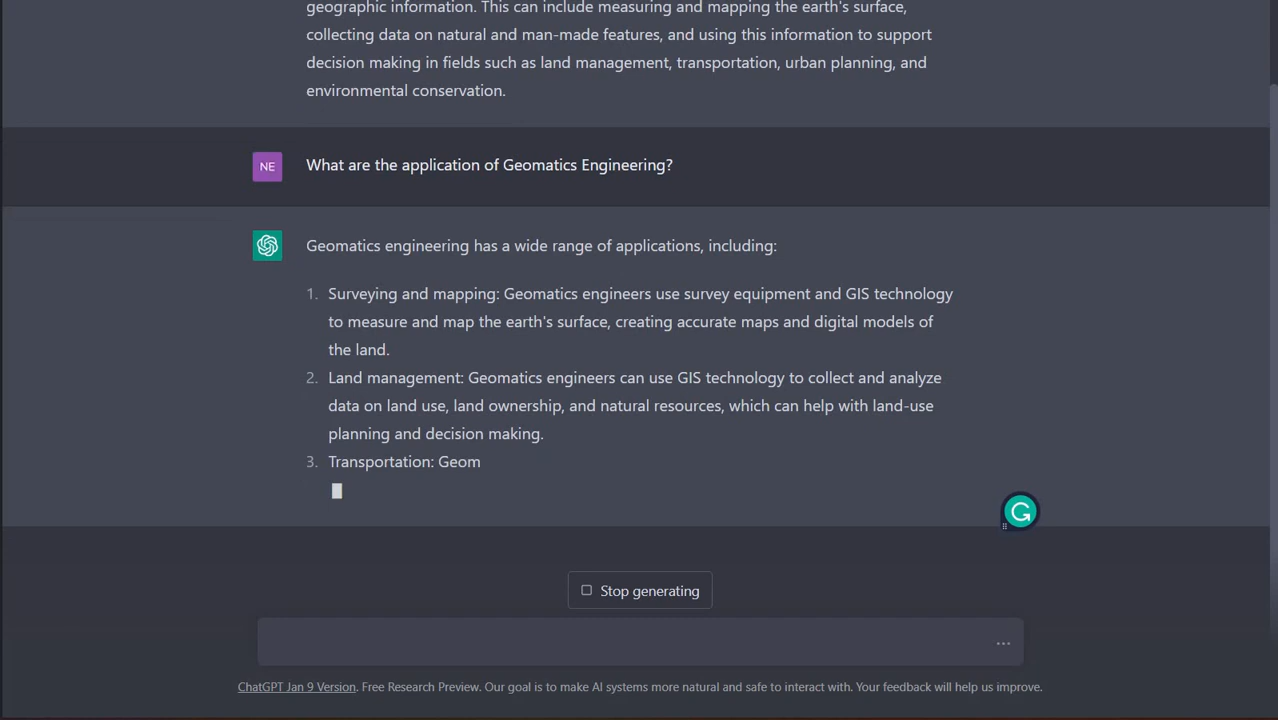 geographic information. This can include measuring and mapping the earth's surface,
collecting data on natural and man-made features, and using this information to support
decision making in fields such as land management, transportation, urban planning, and
environmental conservation.
NE
What are the application of Geomatics Engineering?
Geomatics engineering has a wide range of applications, including:
1. Surveying and mapping: Geomatics engineers use survey equipment and GIS technology
to measure and map the earth's surface, creating accurate maps and digital models of
the land.
2. Land management: Geomatics engineers can use GIS technology to collect and analyze
data on land use, land ownership, and natural resources, which can help with land-use
planning and decision making.
3. Transportation: Geom
Stop generating
ChatGPT Jan 9 Version. Free Research Preview. Our goal is to make AI systems more natural and safe to interact with. Your feedback will help us improve.